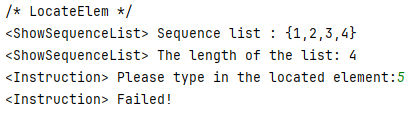 /* LocateElem */
<ShowSequenceList> Sequence list : {1,2,3,4}
<ShowSequenceList> The length of the list: 4
<Instruction> Please type in the located element:5
<Instruction> Failed!